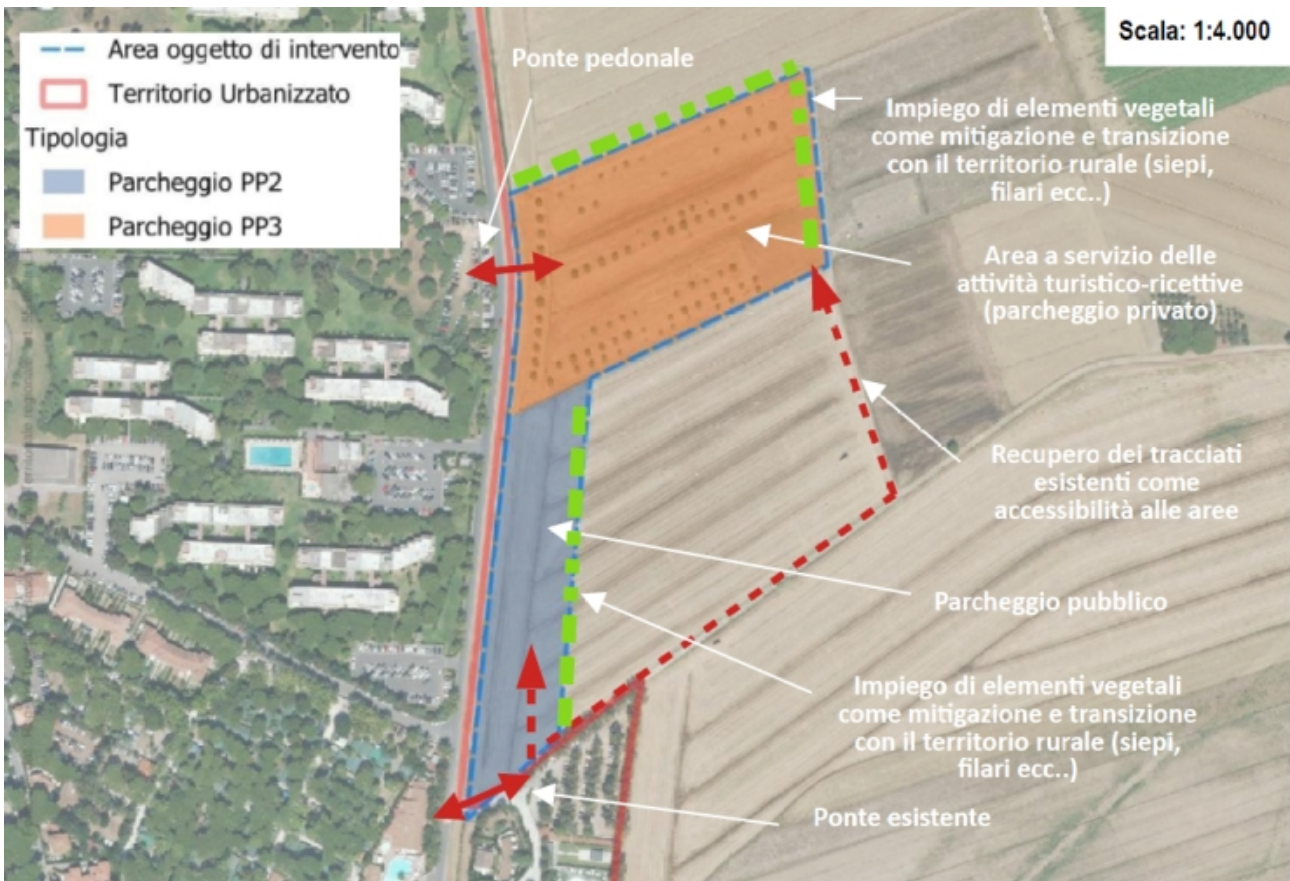 Scala: 1:4.000
Area oggetto di intervento
Territorio Urbanizzato
Tipologia
Parcheggio PP2
Parcheggio PP3
Ponte pedonale
Impiego di elementi vegetali
come mitigazione e transizione
con il territorio rurale (siepi,
filari ecc..)
Area a servizio delle
attività turistico-ricettive
(parcheggio privato)
Recupero dei tracciati
esistenti come
accessibilità alle aree
Parcheggio pubblico
Impiego di elementi vegetali
come mitigazione e transizione
con il territorio rurale (siepi,
filari ecc..)
Ponte esistente